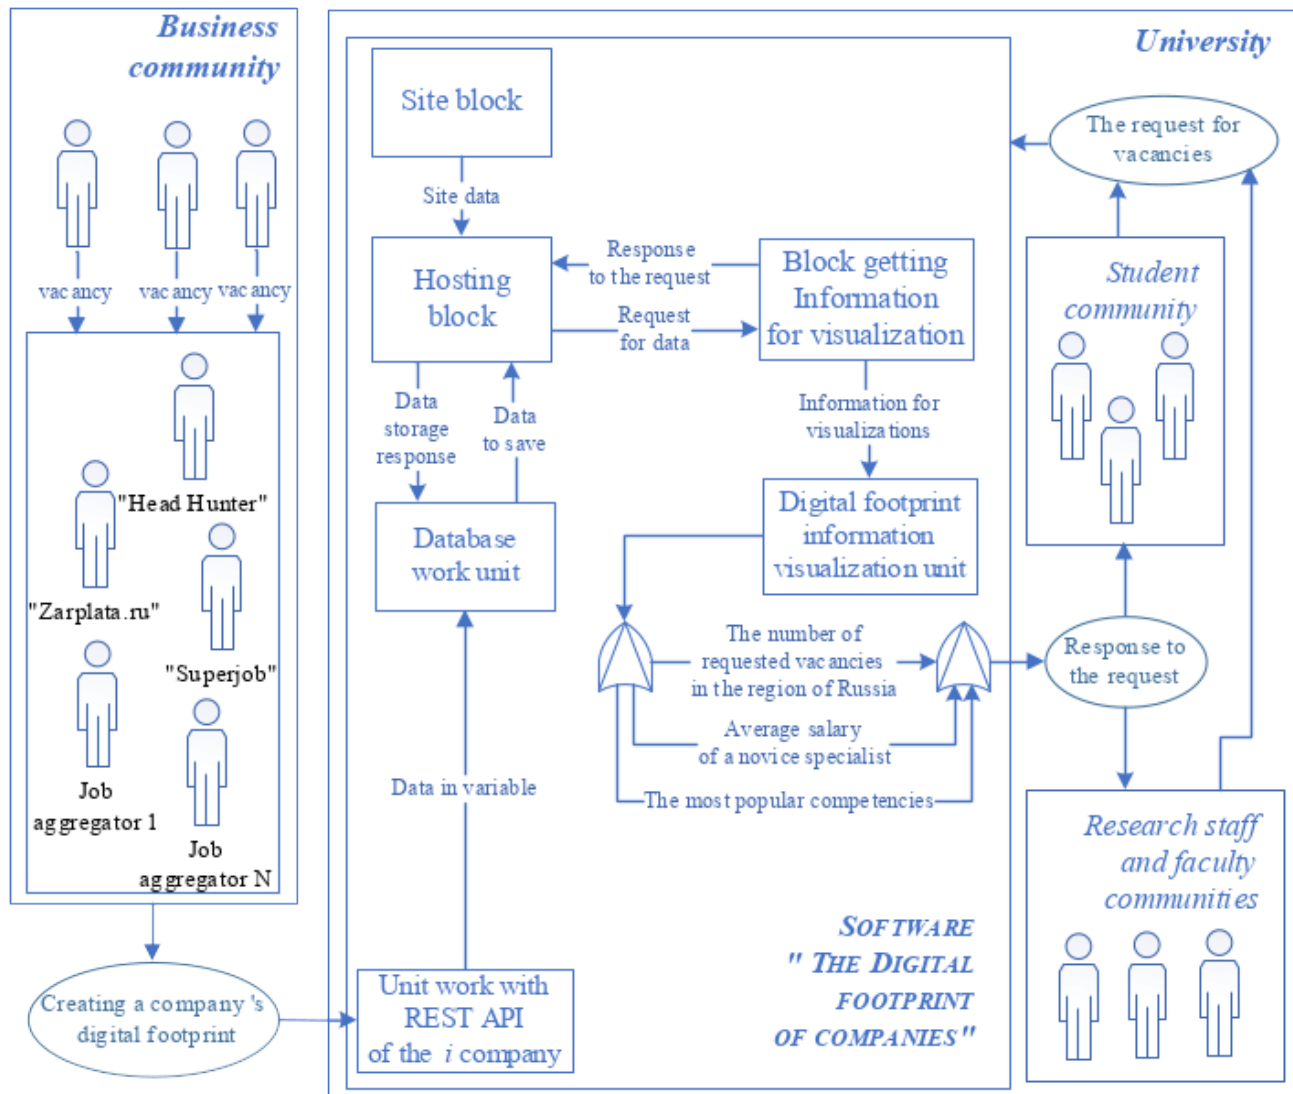 Business
community
vacancy
vacancy
vacancy
"Head Hunter"
"Zarplata.ru"
"Superjob"
Job
aggregator 1
Job
aggregator N
Creating a company 's
digital footprint
University
Site block
Site data
Hosting
block
Response
to the request
Request
for data
Block getting
Information
for visualization
Data
storage
response
Data
to save
Information for
visualizations
Database
work unit
Digital footprint
information
visualization unit
The number of
requested vacancies
in the region of Russia
Average salary
of a novice specialist
The most popular competencies
Data in variable
Unit work with
REST API
of the i company
SOFTWARE
" THE DIGITAL
FOOTPRINT
OF COMPANIES"
The request for
vacancies
Student
community
Response to
the request
Research staff
and faculty
communities